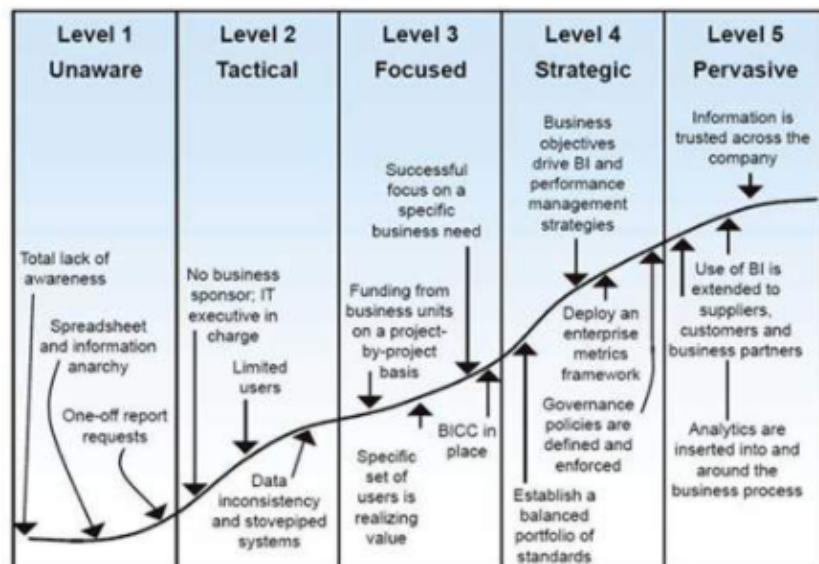 Level 1
Unaware
Level 2
Tactical
Level 3
Focused
Level 4
Strategic
Level 5
Pervasive
Total lack of
awareness
Spreadsheet
and information
anarchy
One-off report
requests
No business
sponsor; IT
executive in
charge
Limited
users
Data
inconsistency
and stovepiped
systems
Successful
focus on a
specific
business need
Funding from
business units
on a project-
by-project
basis
Specific
set of
users is
realizing
value
BICC in
place
Business
objectives
drive BI and
performance
management
strategies
Deploy an
enterprise
metrics
framework
Governance
policies are
defined and
enforced
Establish a
balanced
portfolio of
standards
Information is
trusted across the
company
Use of BI is
extended to
suppliers,
customers and
business partners
Analytics are
inserted into and
around the
business process